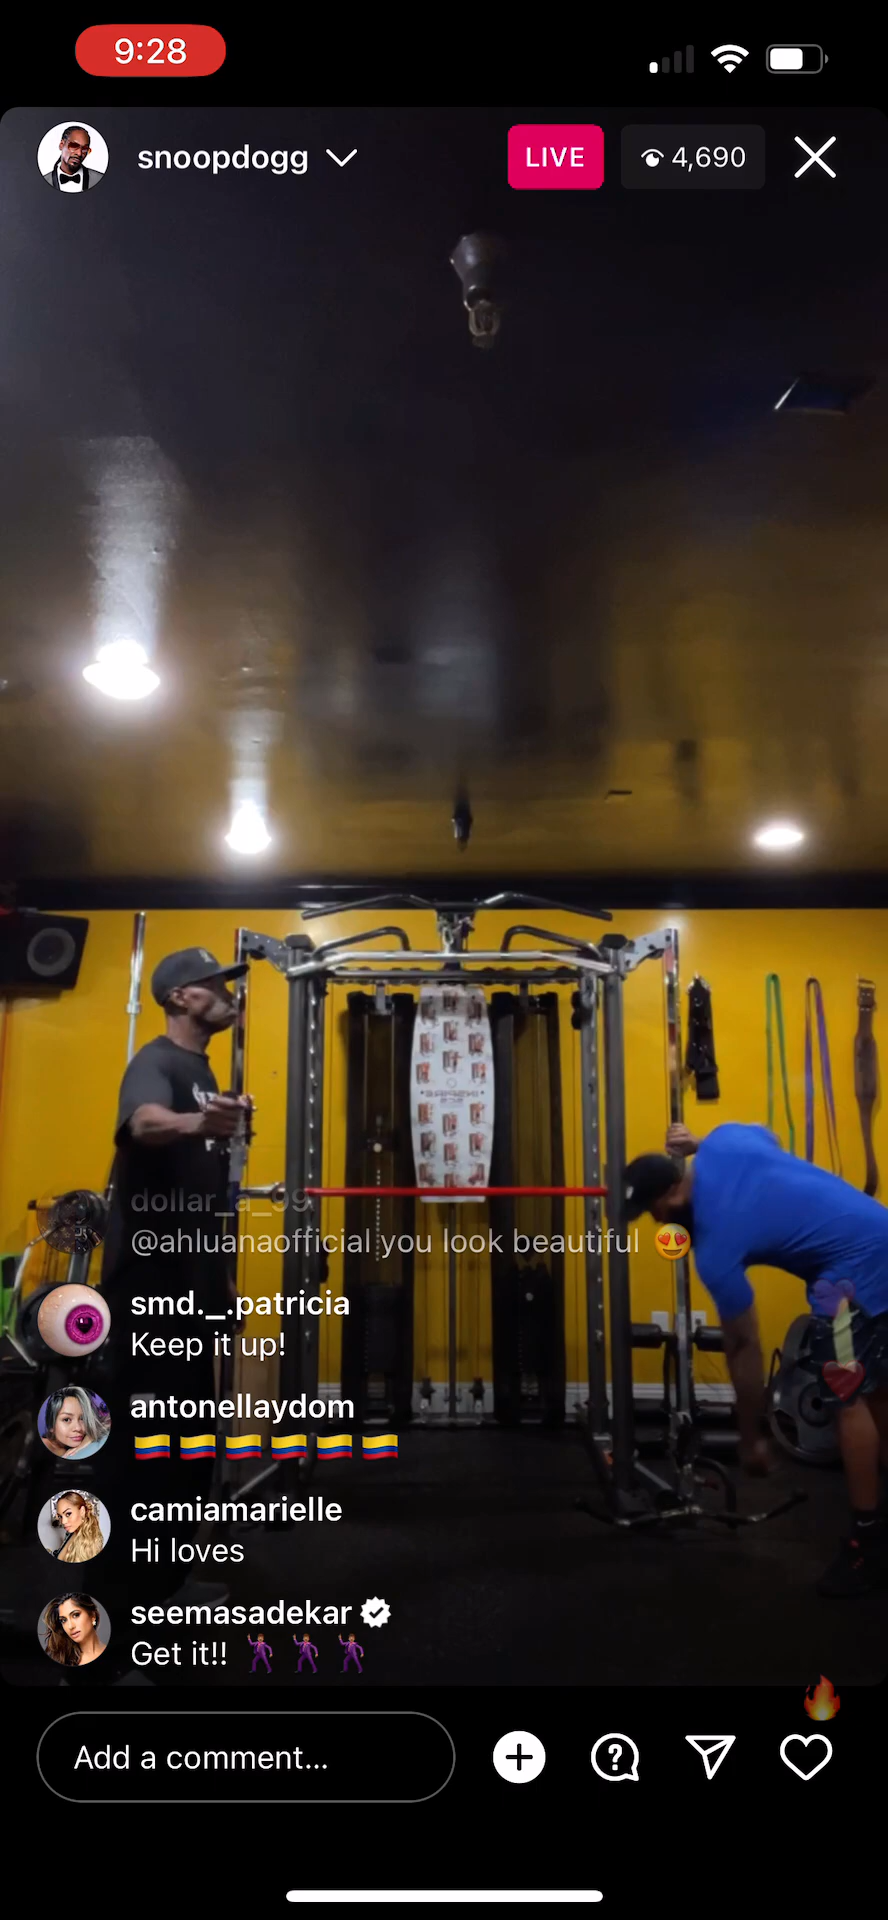 9:28
snoopdogg
LIVE
4,690
dollar_a_99
@ahluanaofficial you look beautiful 😍
smd._.patricia
Keep it up!
antonellaydom
🇨🇴🇨🇴🇨🇴🇨🇴🇨🇴🇨🇴
camiamarielle
Hi loves
seemasadekar
Get it!! 🕺🕺🕺
Add a comment...